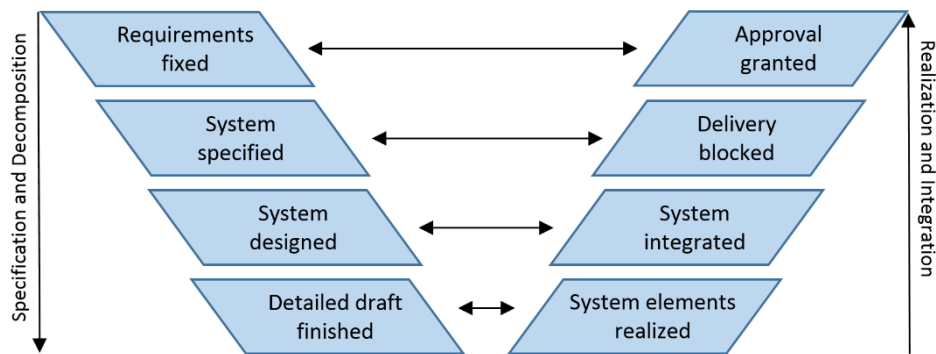 Specification and Decomposition
Requirements
fixed
Approval
granted
System
specified
Delivery
blocked
System
designed
System
integrated
Detailed draft
finished
System elements
realized
Realization and Integration